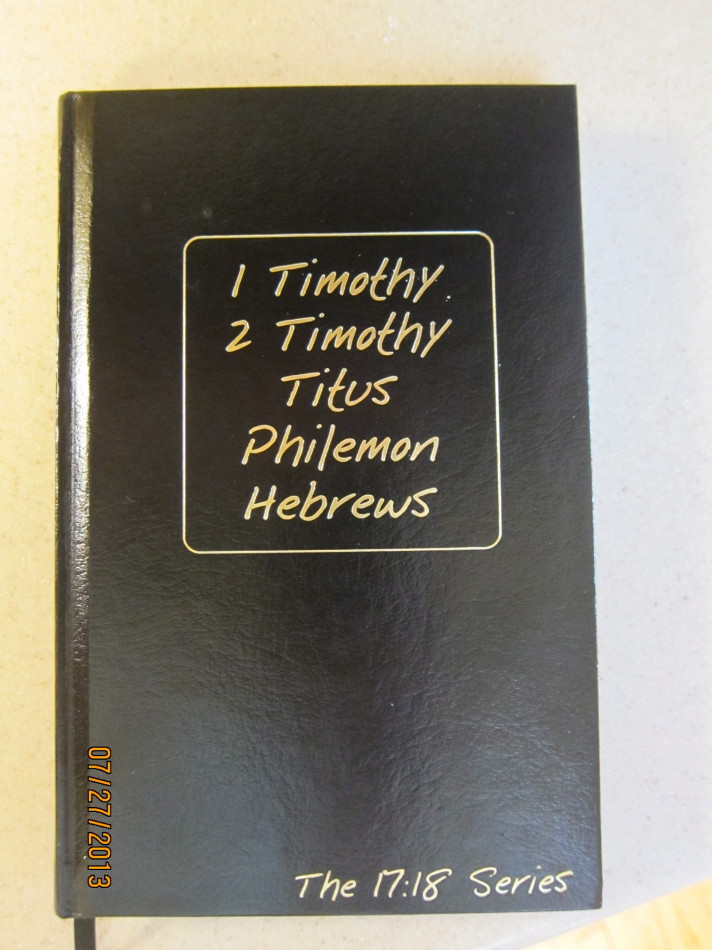 1 Timothy
2 Timothy
Titus
Philemon
Hebrews
The 17:18 Series
07/27/2013